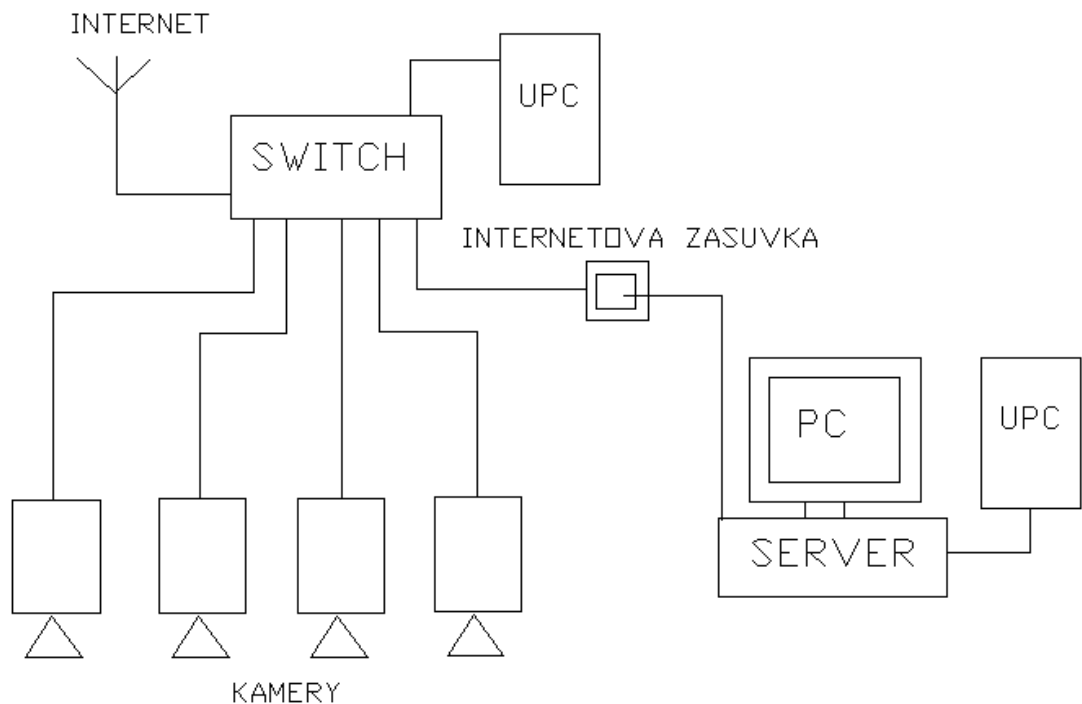 INTERNET
UPC
SWITCH
INTERNETOVA ZASUVKA
PC
UPC
SERVER
KAMERY